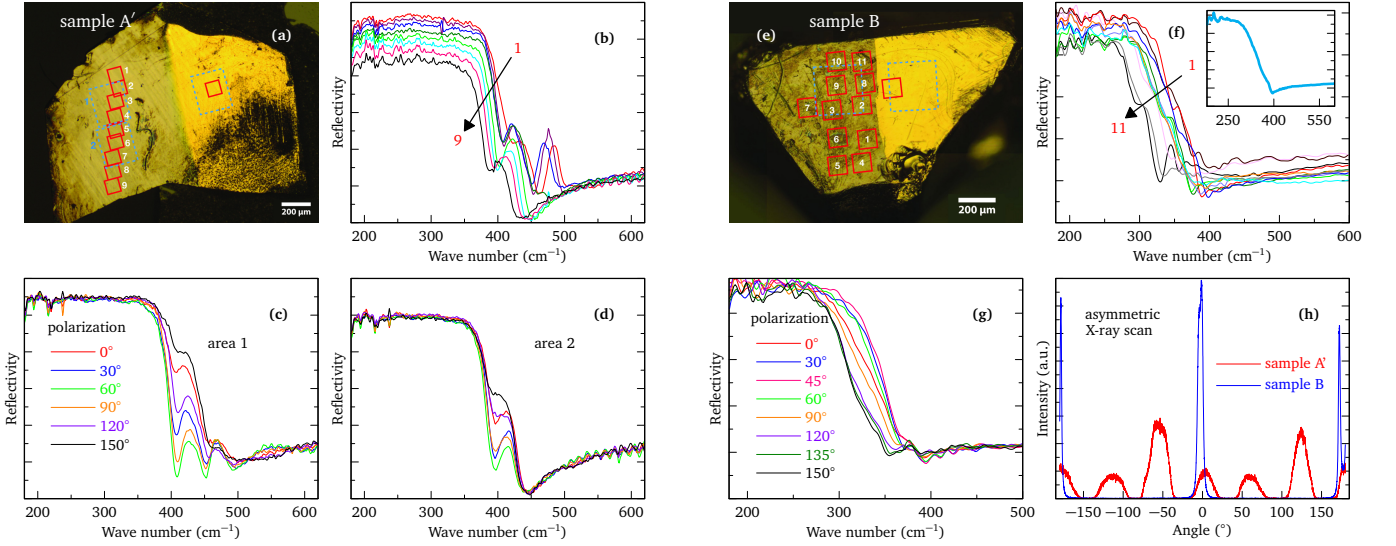 sample A′
(a)
1
2
3
4
5
6
7
8
9
200 μm
(b)
1
9
Reflectivity
200
300
400
500
600
Wave number (cm⁻¹)
sample B
(e)
10
11
9
8
7
3
2
6
1
5
4
200 μm
(f)
1
11
250
400
550
Reflectivity
200
300
400
500
600
Wave number (cm⁻¹)
(c)
polarization
area 1
0°
30°
60°
90°
120°
150°
Reflectivity
200
300
400
500
600
Wave number (cm⁻¹)
(d)
area 2
Reflectivity
200
300
400
500
600
Wave number (cm⁻¹)
(g)
polarization
0°
30°
45°
60°
90°
120°
135°
150°
Reflectivity
200
300
400
500
Wave number (cm⁻¹)
(h)
asymmetric
X-ray scan
sample A'
sample B
Intensity (a.u.)
−150
−100
−50
0
50
100
150
Angle (°)